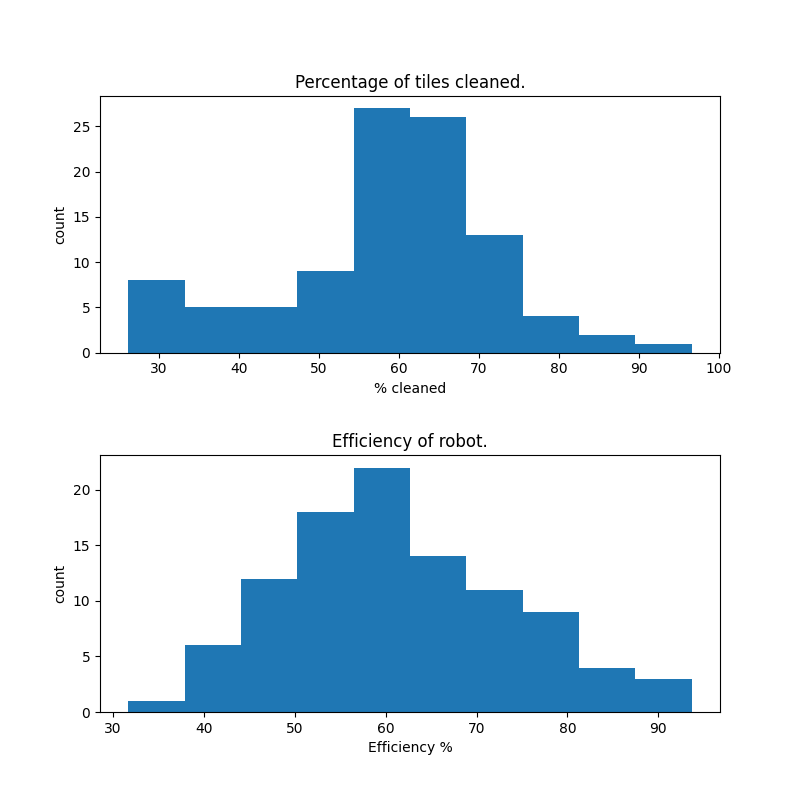 Percentage of tiles cleaned.
25
20
15
10
5
0
count
30 40 50 60 70 80 90 100
% cleaned
Efficiency of robot.
20
15
10
5
0
count
30 40 50 60 70 80 90
Efficiency %